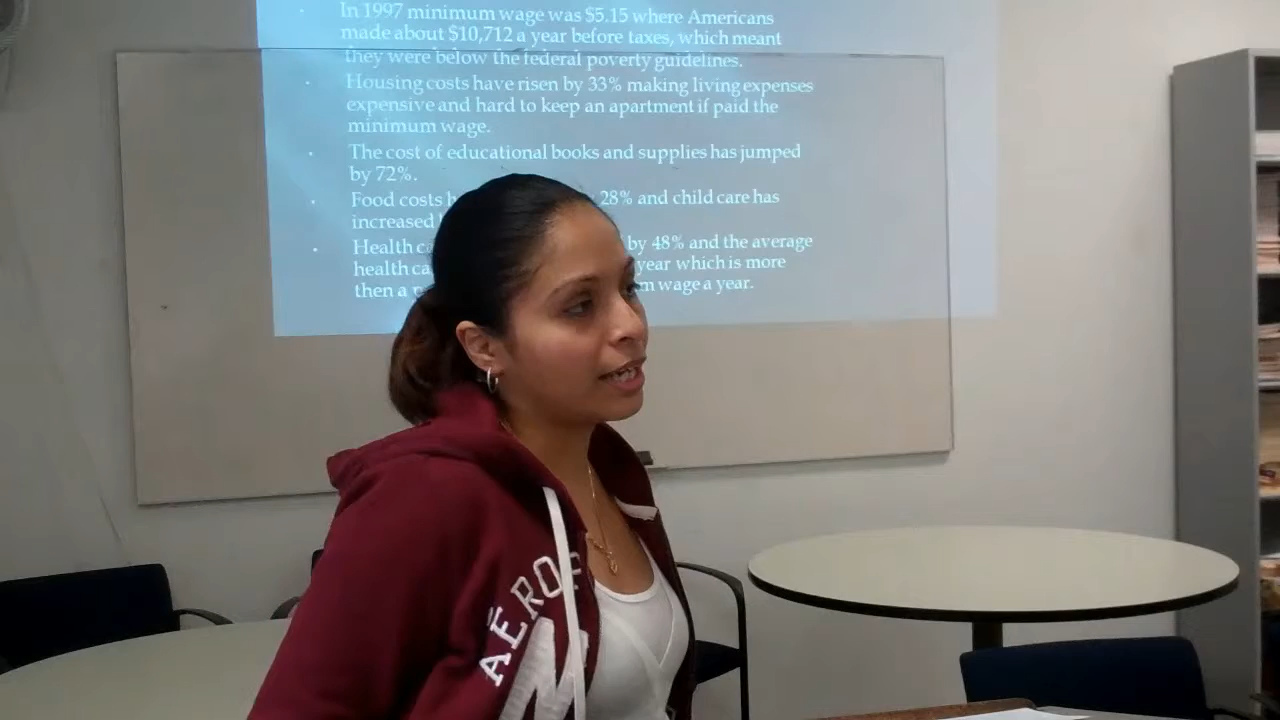 In 1997 minimum wage was $5.15 where Americans
made about $10,712 a year before taxes, which meant
they were below the federal poverty guidelines.
Housing costs have risen by 33% making living expenses
expensive and hard to keep an apartment if paid the
minimum wage.
The cost of educational books and supplies has jumped
by 72%.
Food costs 28% and child care has
increased
Health by 48% and the average
health year which is more
then a wage a year.
AERO